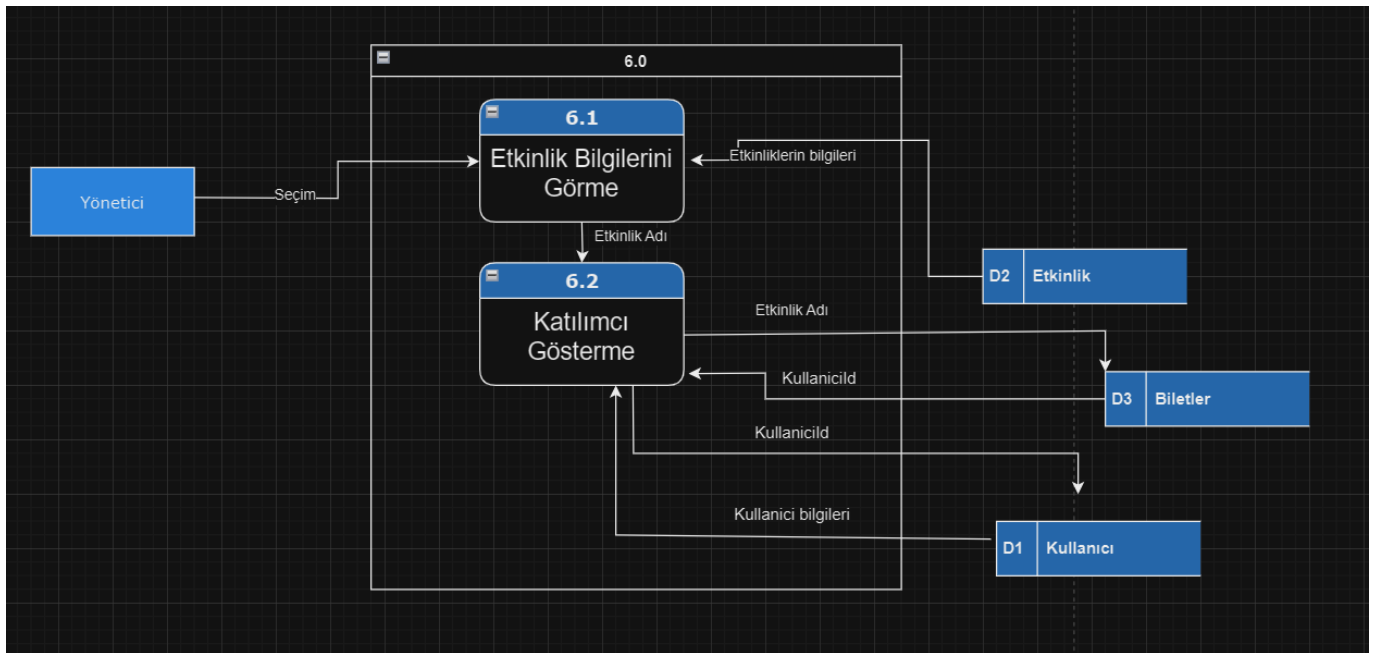 6.0
6.1
Etkinlik Bilgilerini
Görme
Etkinliklerin bilgileri
Yönetici
Seçim
Etkinlik Adı
6.2
Katılımcı
Gösterme
D2
Etkinlik
Etkinlik Adı
KullaniciId
D3
Biletler
KullaniciId
Kullanici bilgileri
D1
Kullanıcı